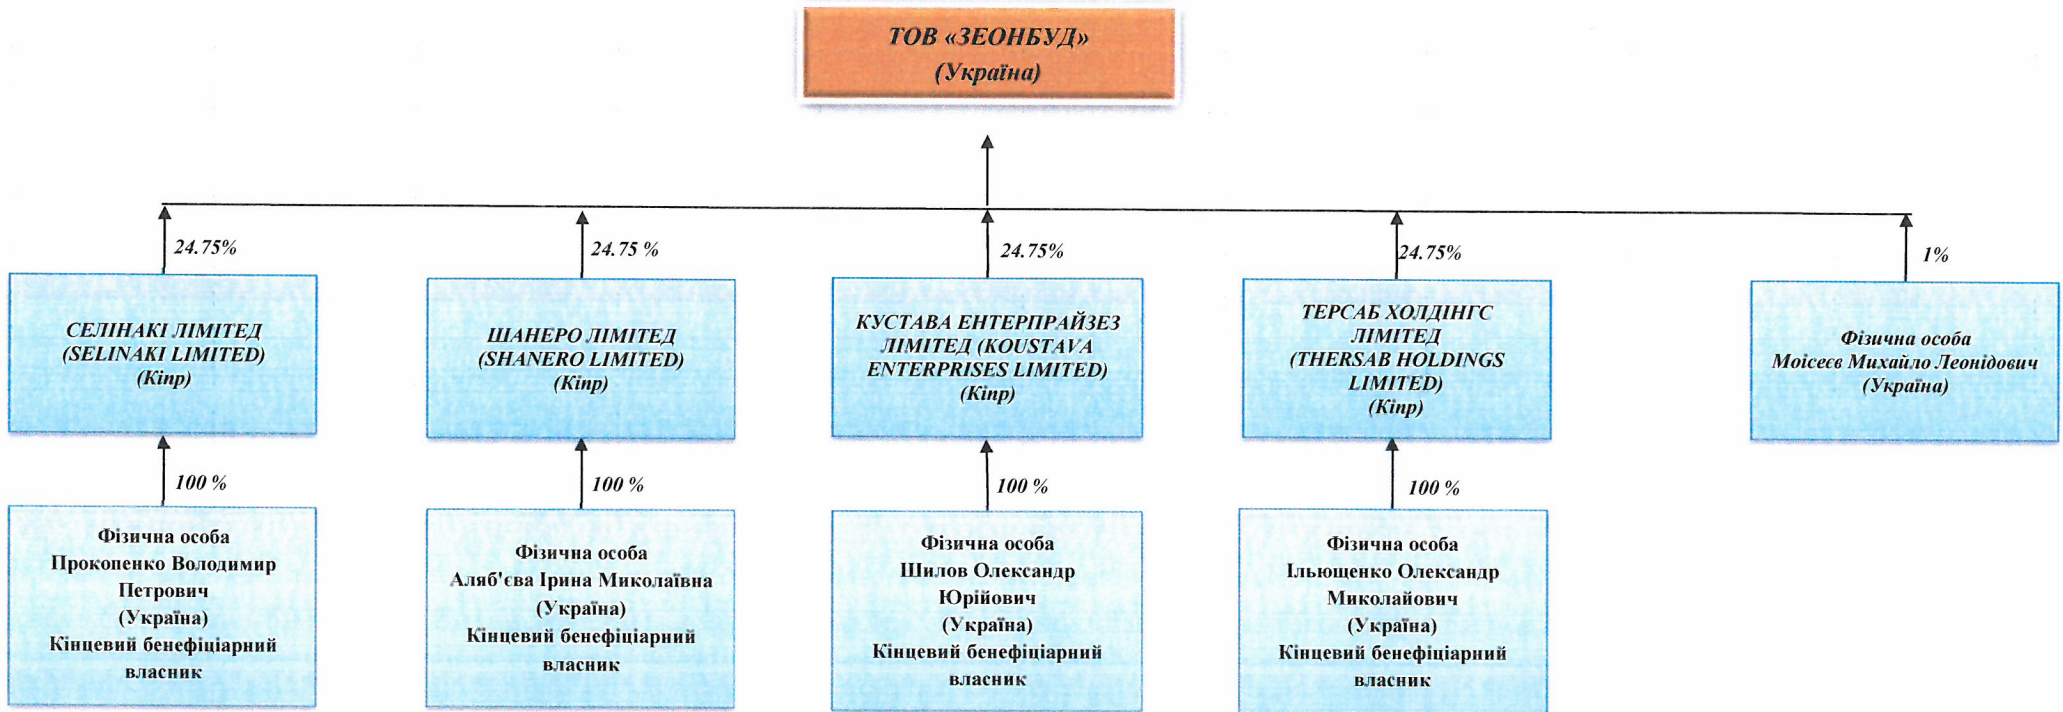 ТОВ «ЗЕОНБУД»
(Україна)
24.75%
24.75 %
24.75%
24.75%
1%
СЕЛІНАКІ ЛІМІТЕД
(SELINAKI LIMITED)
(Кіпр)
ШАНЕРО ЛІМІТЕД
(SHANERO LIMITED)
(Кіпр)
КУСТАВА ЕНТЕРПРАЙЗЕЗ
ЛІМІТЕД (KOUSTAVA
ENTERPRISES LIMITED)
(Кіпр)
ТЕРСАБ ХОЛДІНГС
ЛІМІТЕД
(THERSAB HOLDINGS
LIMITED)
(Кіпр)
Фізична особа
Моісеєв Михайло Леонідович
(Україна)
100 %
100 %
100 %
100 %
Фізична особа
Прокопенко Володимир
Петрович
(Україна)
Кінцевий бенефіціарний
власник
Фізична особа
Аляб'єва Ірина Миколаївна
(Україна)
Кінцевий бенефіціарний
власник
Фізична особа
Шилов Олександр
Юрійович
(Україна)
Кінцевий бенефіціарний
власник
Фізична особа
Ільющенко Олександр
Миколайович
(Україна)
Кінцевий бенефіціарний
власник